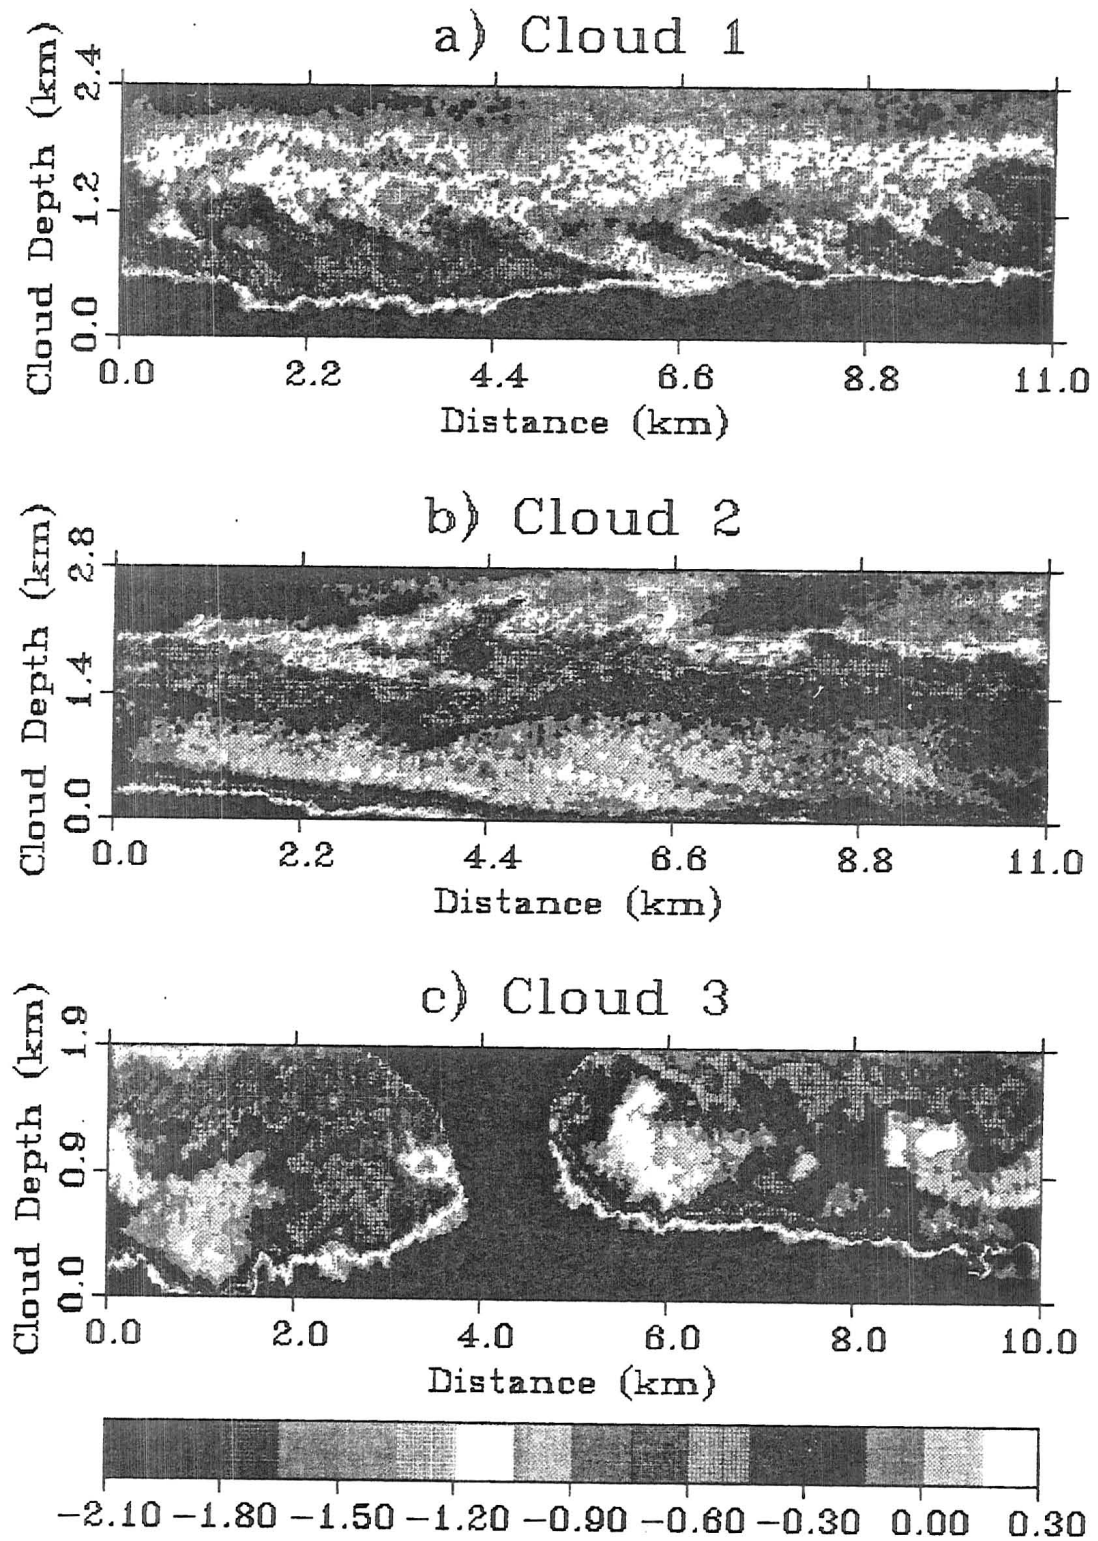 a) Cloud 1
Cloud Depth (km)
2.4
1.2
0.0
0.0 2.2 4.4 6.6 8.8 11.0
Distance (km)
b) Cloud 2
Cloud Depth (km)
2.8
1.4
0.0
0.0 2.2 4.4 6.6 8.8 11.0
Distance (km)
c) Cloud 3
Cloud Depth (km)
1.9
0.9
0.0
0.0 2.0 4.0 6.0 8.0 10.0
Distance (km)
-2.10 -1.80 -1.50 -1.20 -0.90 -0.60 -0.30 0.00 0.30